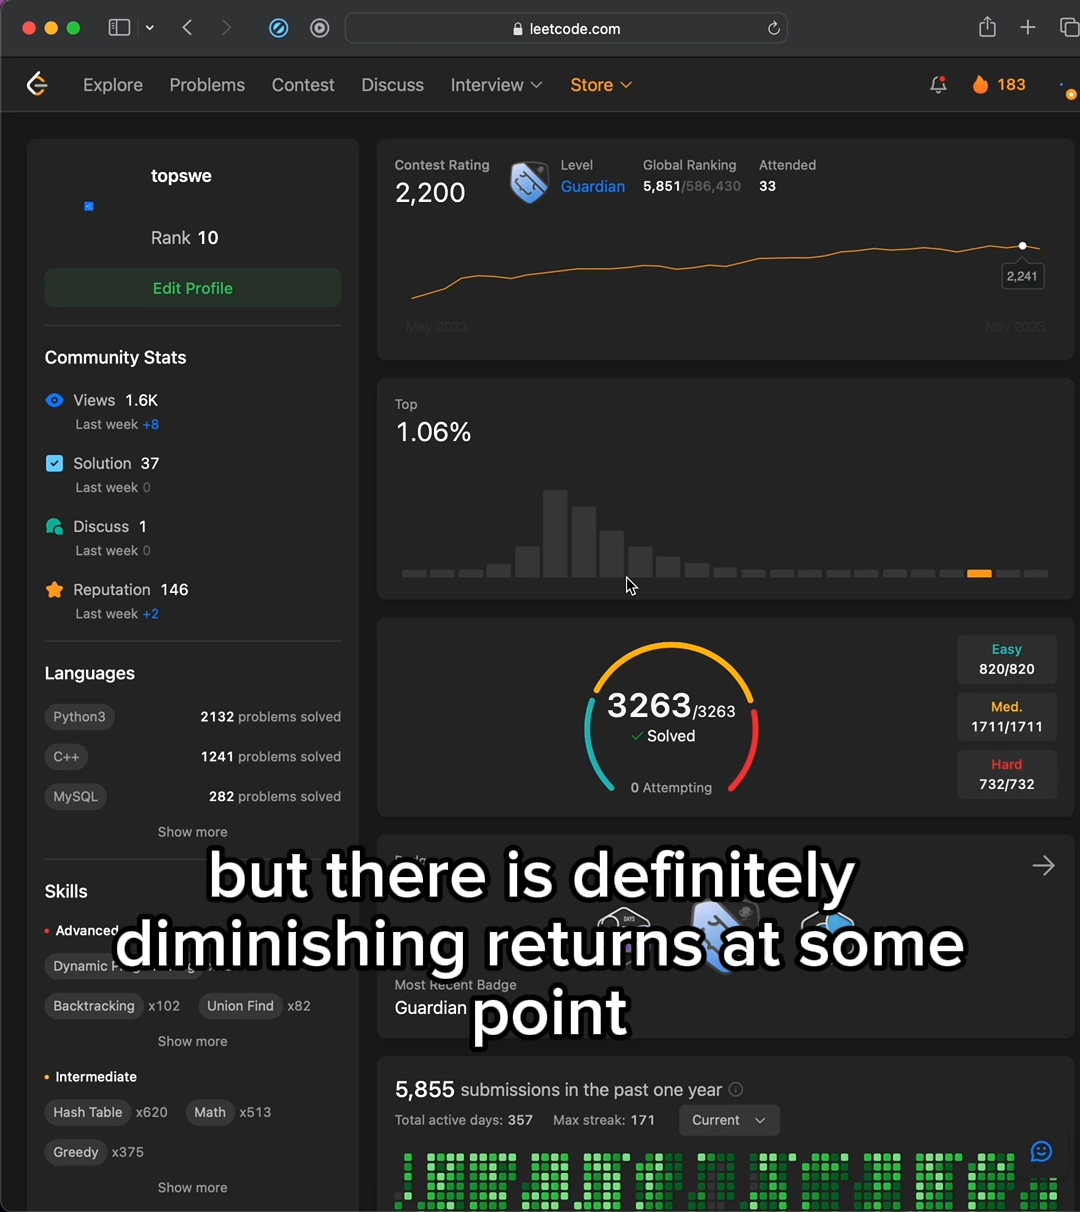 leetcode.com
Explore
Problems
Contest
Discuss
Interview
Store
183
topswe
Rank 10
Edit Profile
Community Stats
Views 1.6K
Last week +8
Solution 37
Last week 0
Discuss 1
Last week 0
Reputation 146
Last week +2
Languages
Python3 2132 problems solved
C++ 1241 problems solved
MySQL 282 problems solved
Show more
Skills
Advanced
Dynamic
Backtracking x102 Union Find x82
Show more
Intermediate
Hash Table x620 Math x513
Greedy x375
Show more
Contest Rating
2,200
Level
Guardian
Global Ranking
5,851/586,430
Attended
33
2,241
May 2023
Nov 2023
Top
1.06%
3263/3263
Solved
0 Attempting
Easy
820/820
Med.
1711/1711
Hard
732/732
DAYS
Most Recent Badge
Guardian
but there is definitely
diminishing returns at some
point
5,855 submissions in the past one year
Total active days: 357 Max streak: 171 Current